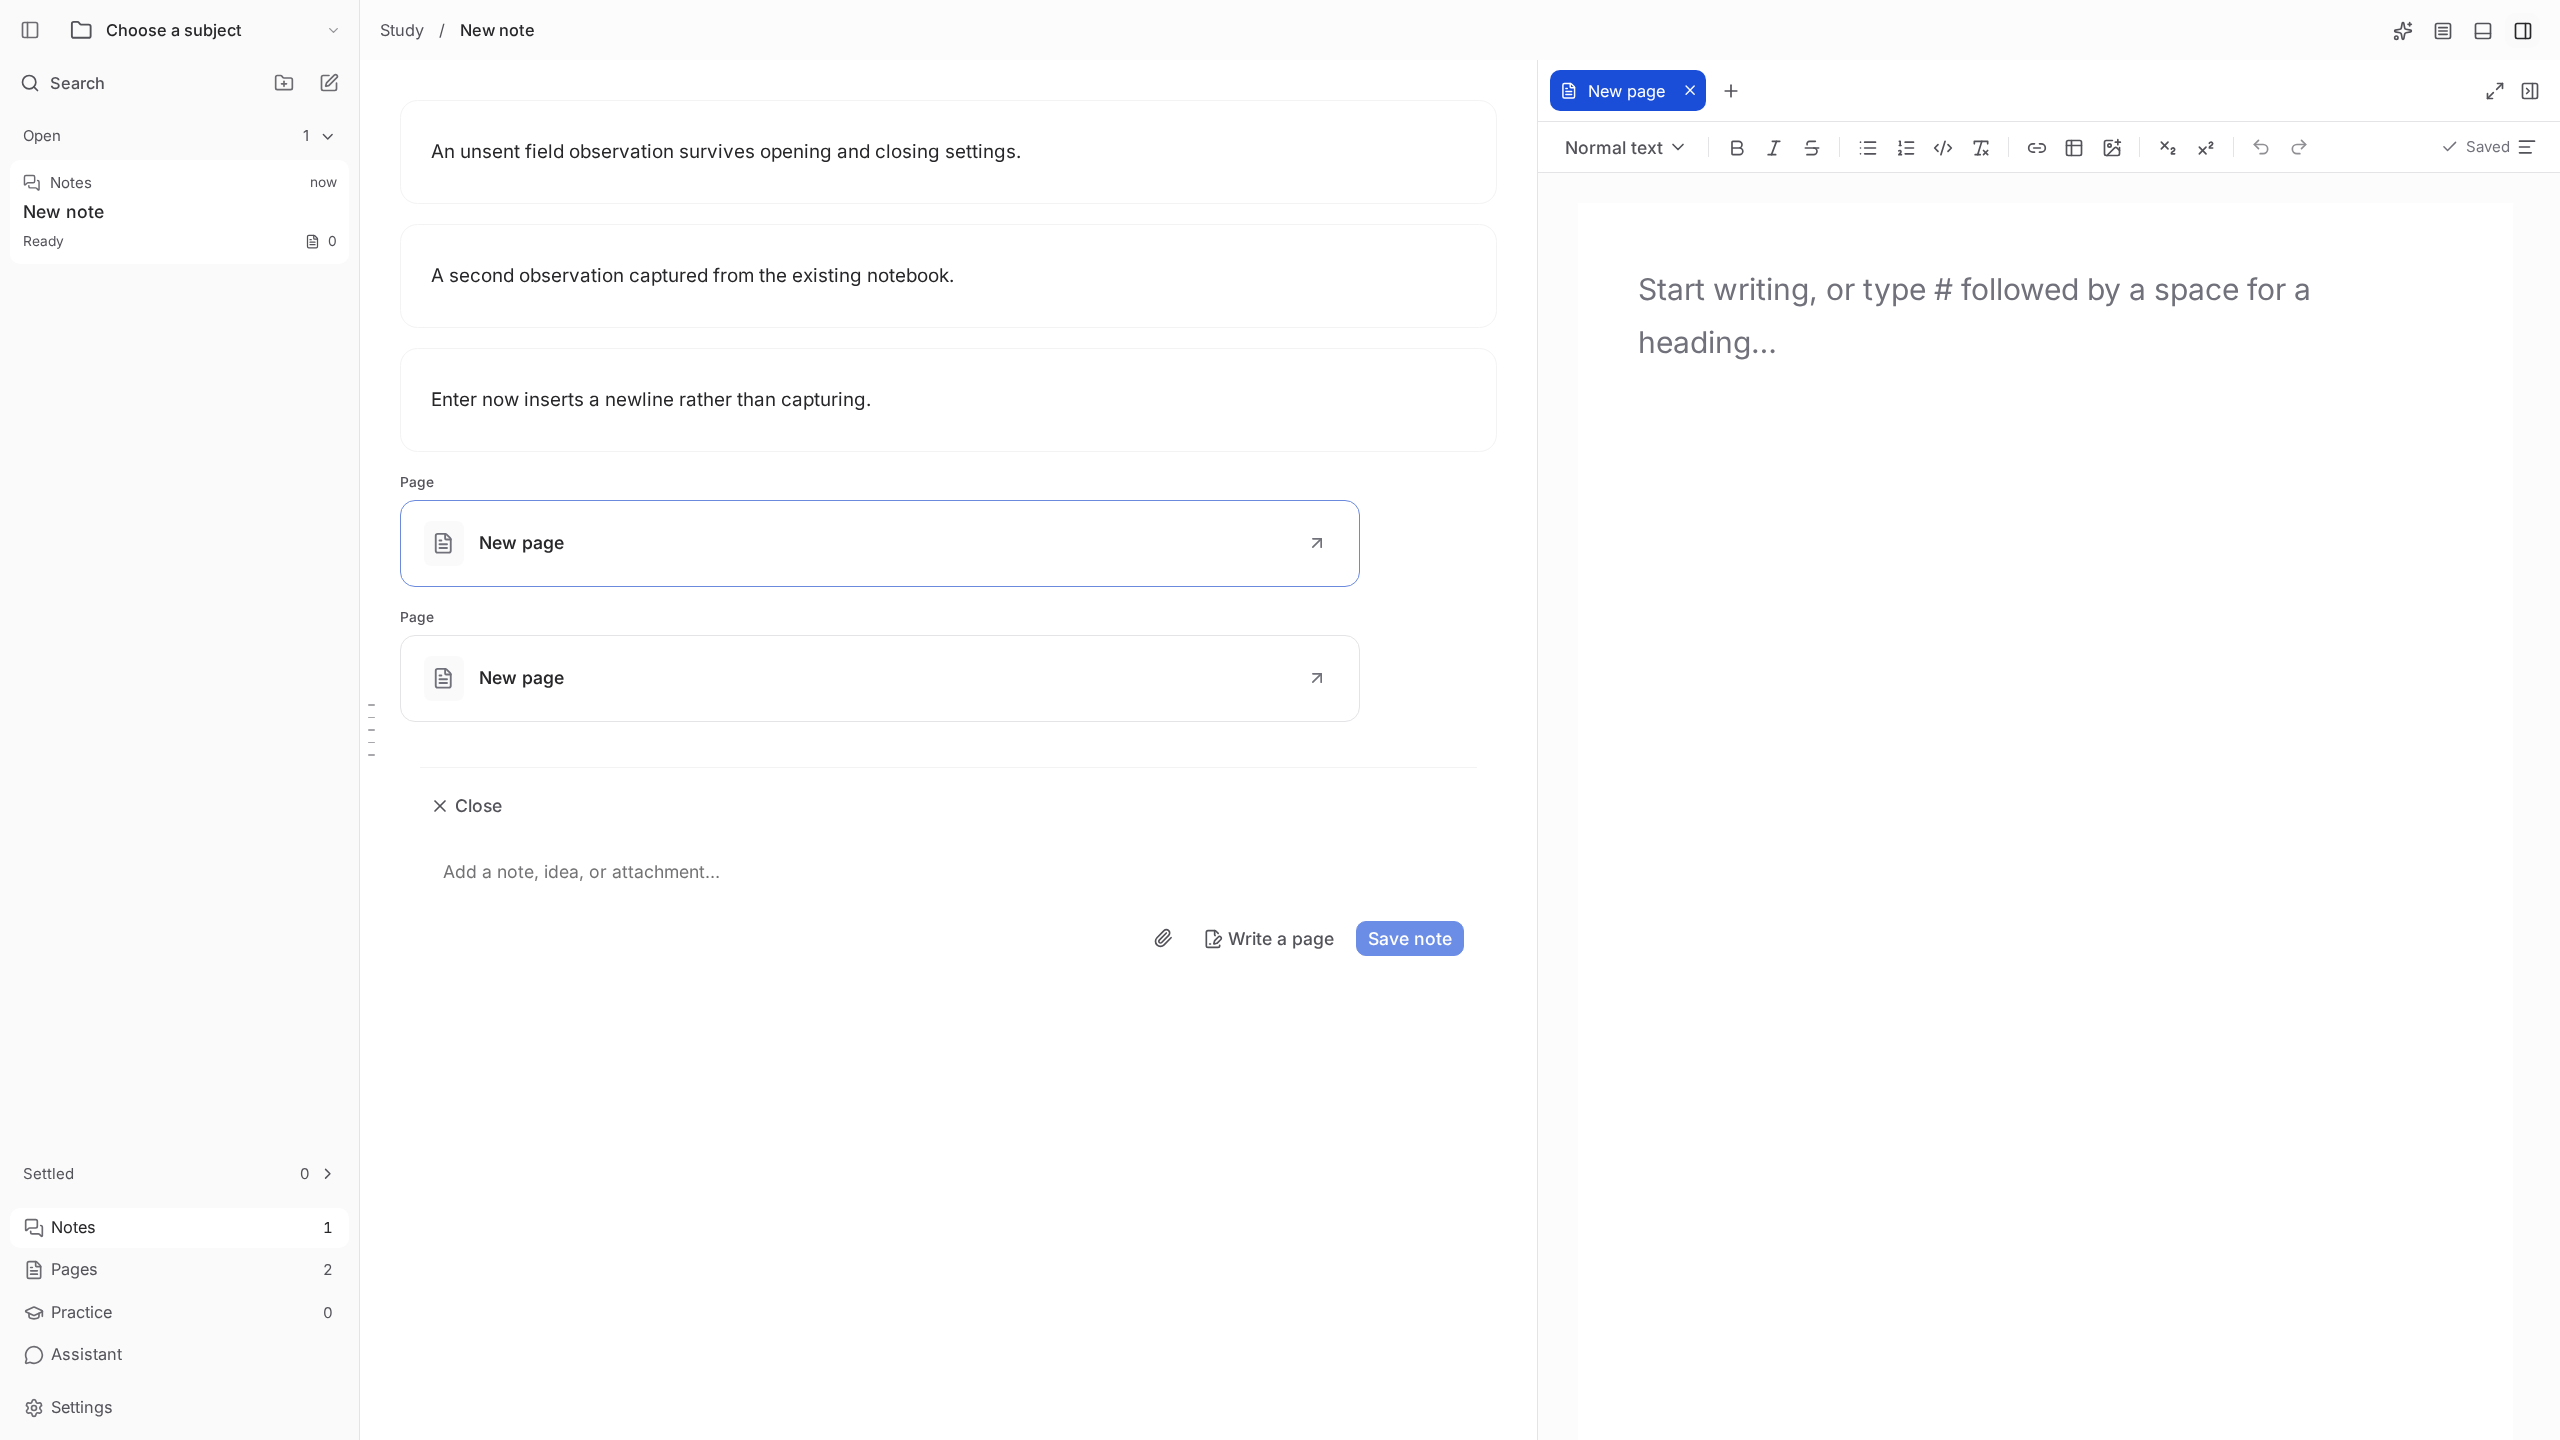 Choose a subject
Study / New note
Search
Open 1
Notes now
New note
Ready 0
An unsent field observation survives opening and closing settings.
A second observation captured from the existing notebook.
Enter now inserts a newline rather than capturing.
Page
New page
Page
New page
Close
Add a note, idea, or attachment...
Write a page
Save note
New page
Normal text
Saved
Start writing, or type # followed by a space for a
heading...
Settled 0
Notes 1
Pages 2
Practice 0
Assistant
Settings